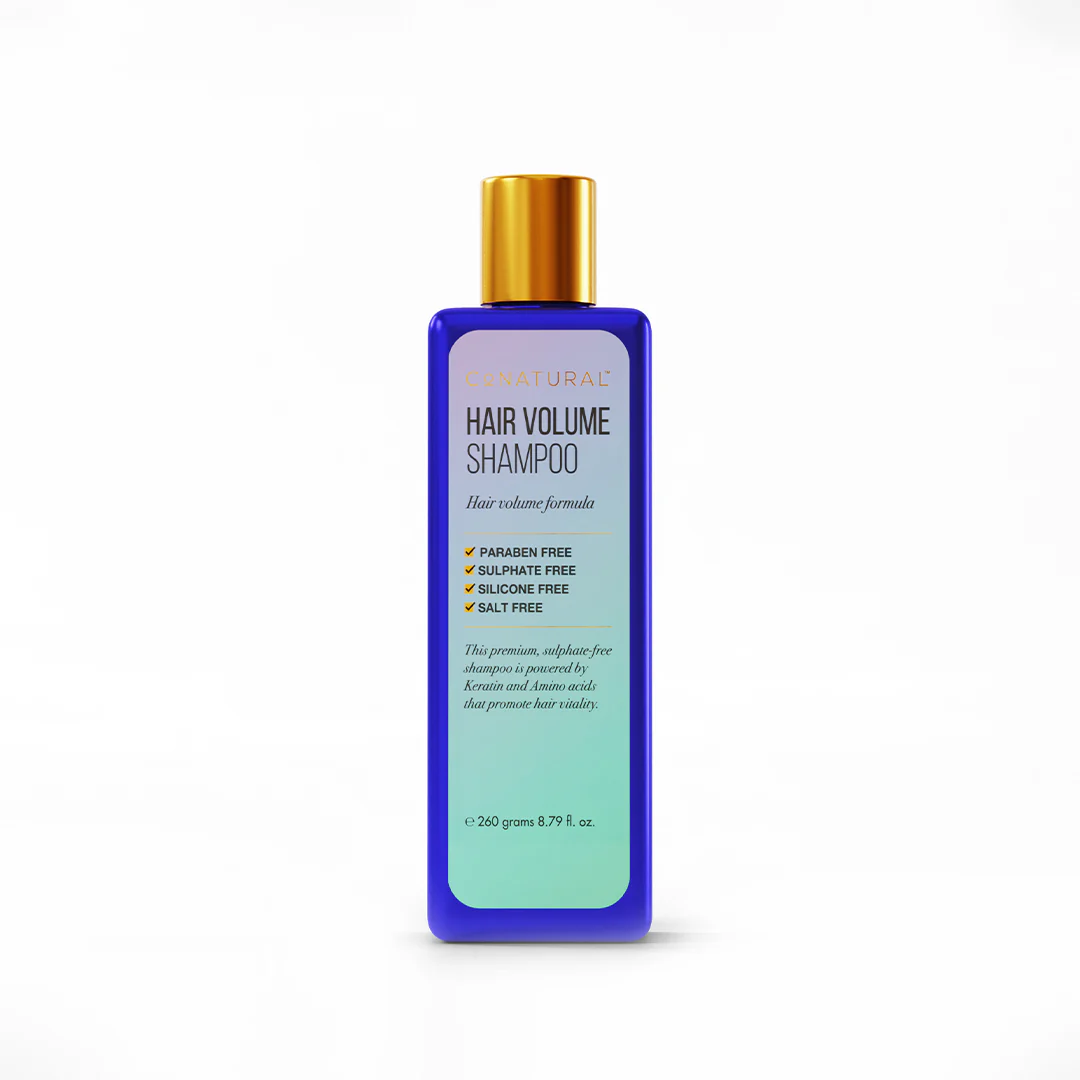 CoNATURAL™
HAIR VOLUME
SHAMPOO
Hair volume formula
PARABEN FREE
SULPHATE FREE
SILICONE FREE
SALT FREE
This premium, sulphate-free
shampoo is powered by
Keratin and Amino acids
that promote hair vitality.
℮ 260 grams 8.79 fl. oz.